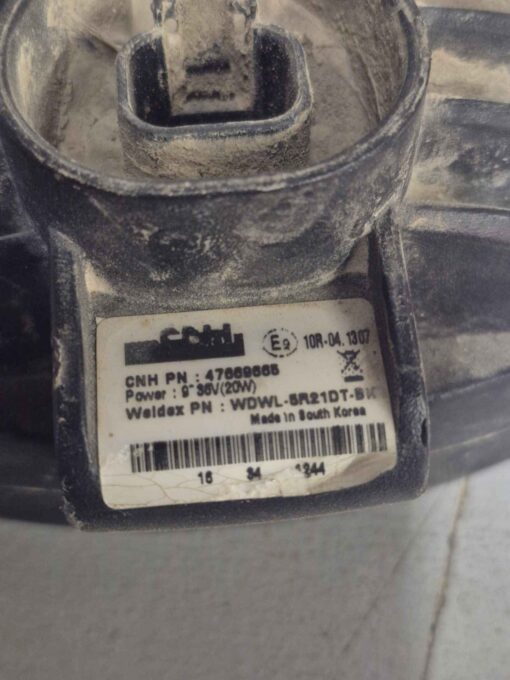 CNH
E9 10R-04.1307
CNH PN : 47669665
Power : 9~36V(20W)
Weldex PN : WDWL-5R21DT-BK
Made in South Korea
16 34 1244